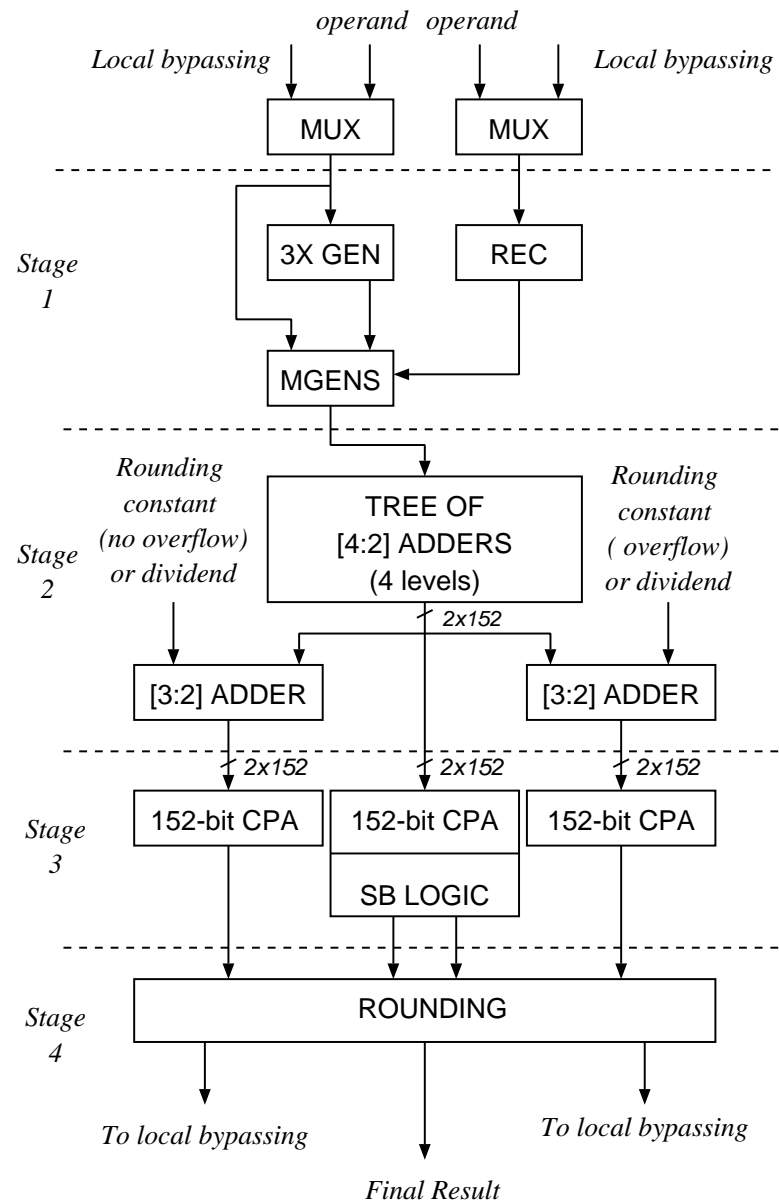 operand operand
Local bypassing
Local bypassing
MUX
MUX
Stage
1
3X GEN
REC
MGENS
Rounding
constant
(no overflow)
or dividend
Stage
2
TREE OF
[4:2] ADDERS
(4 levels)
Rounding
constant
( overflow)
or dividend
2x152
[3:2] ADDER
[3:2] ADDER
2x152
2x152
2x152
Stage
3
152-bit CPA
152-bit CPA
152-bit CPA
SB LOGIC
Stage
4
ROUNDING
To local bypassing
To local bypassing
Final Result